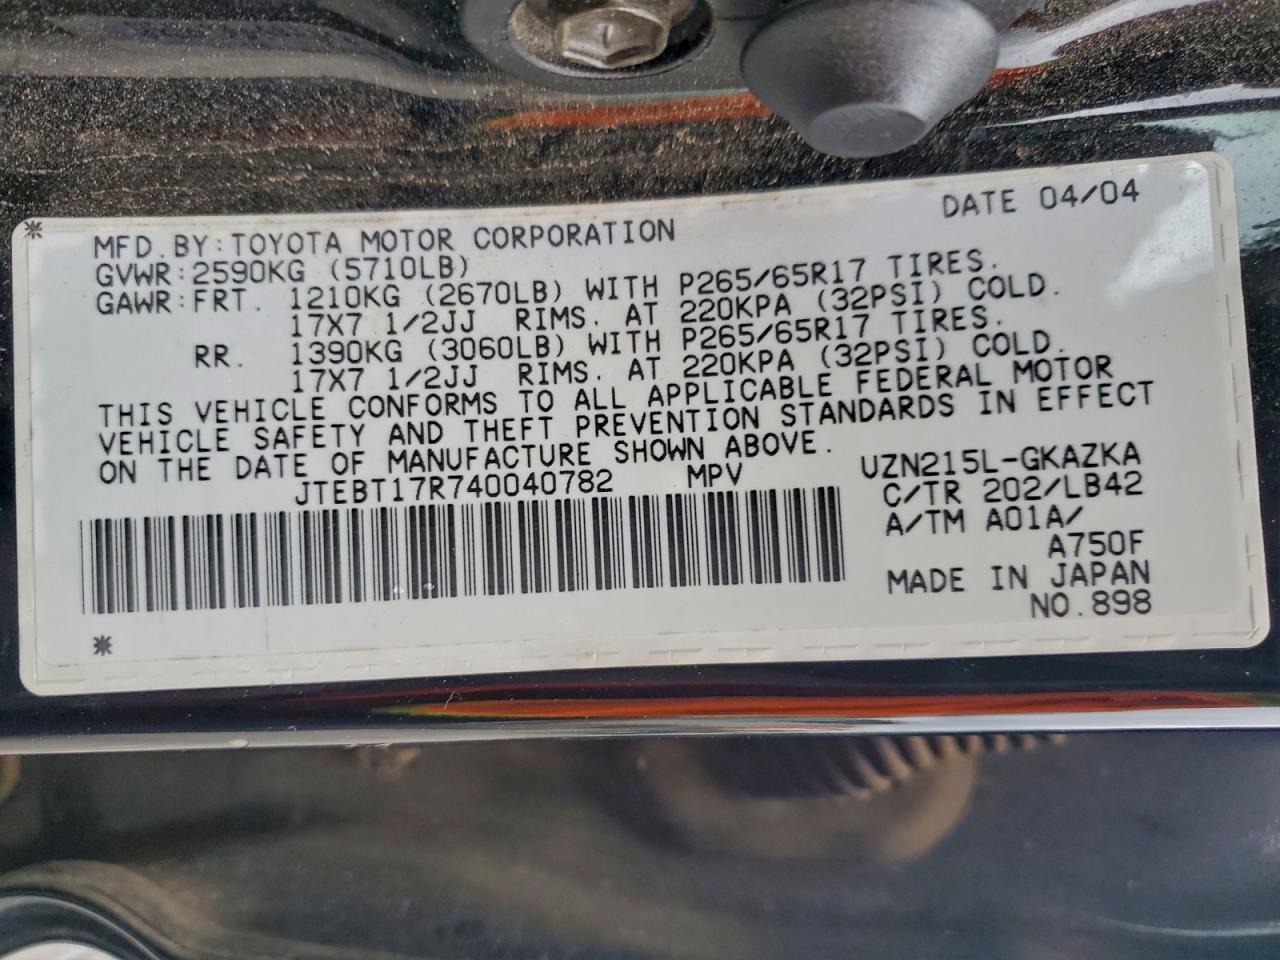 DATE 04/04
MFD.BY:TOYOTA MOTOR CORPORATION
GVWR:2590KG (5710LB)
GAWR:FRT. 1210KG (2670LB) WITH P265/65R17 TIRES.
17X7 1/2JJ RIMS. AT 220KPA (32PSI) COLD.
RR. 1390KG (3060LB) WITH P265/65R17 TIRES.
17X7 1/2JJ RIMS. AT 220KPA (32PSI) COLD.
THIS VEHICLE CONFORMS TO ALL APPLICABLE FEDERAL MOTOR
VEHICLE SAFETY AND THEFT PREVENTION STANDARDS IN EFFECT
ON THE DATE OF MANUFACTURE SHOWN ABOVE.
JTEBT17R740040782 MPV
UZN215L-GKAZKA
C/TR 202/LB42
A/TM A01A/
A750F
MADE IN JAPAN
NO.898